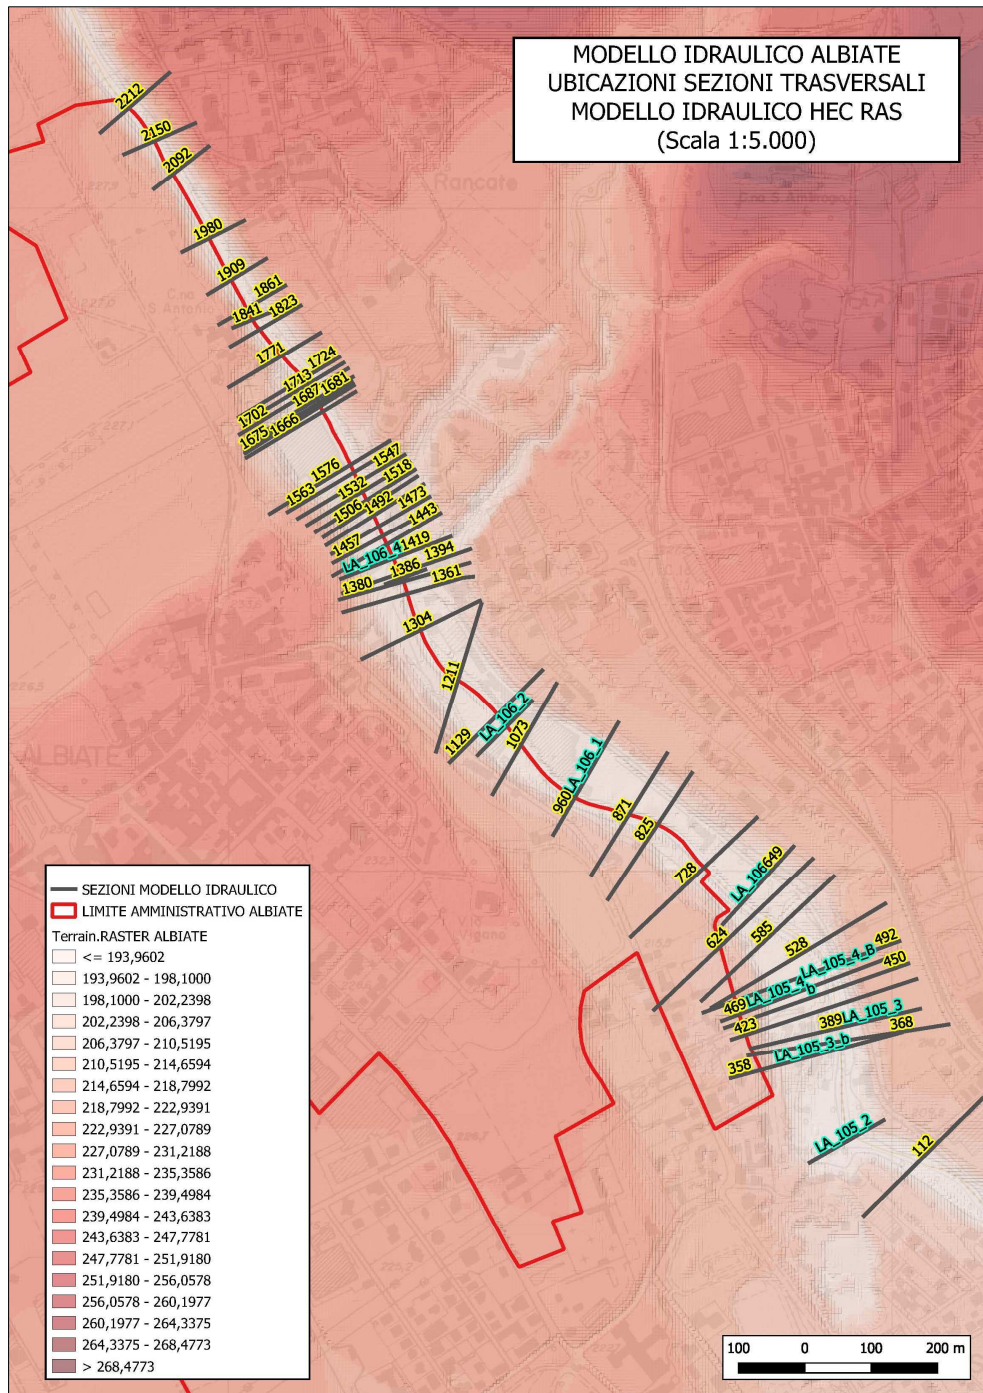 MODELLO IDRAULICO ALBIATE
UBICAZIONI SEZIONI TRASVERSALI
MODELLO IDRAULICO HEC RAS
(Scala 1:5.000)
2212
2150
2092
227,9
Rancate
1980
1909
1861
C.na
S. Antonio
1841
1823
1771
1724
1713
1687
1681
1702
1675
1666
1576
1547
1563
1532
1518
1506
1492
1473
1457
1443
LA_106_4
1419
1394
1386
1380
1361
1304
1211
ALBIATE
LA_106_2
1129
1073
LA_106_1
960
871
825
728
649
LA_106
624
585
528
492
LA_105_4_B
450
LA_105_4_b
469
423
LA_105_3
389
368
LA_105_3_b
358
LA_105_2
112
SEZIONI MODELLO IDRAULICO
LIMITE AMMINISTRATIVO ALBIATE
Terrain.RASTER ALBIATE
<= 193,9602
193,9602 - 198,1000
198,1000 - 202,2398
202,2398 - 206,3797
206,3797 - 210,5195
210,5195 - 214,6594
214,6594 - 218,7992
218,7992 - 222,9391
222,9391 - 227,0789
227,0789 - 231,2188
231,2188 - 235,3586
235,3586 - 239,4984
239,4984 - 243,6383
243,6383 - 247,7781
247,7781 - 251,9180
251,9180 - 256,0578
256,0578 - 260,1977
260,1977 - 264,3375
264,3375 - 268,4773
> 268,4773
100 0 100 200 m